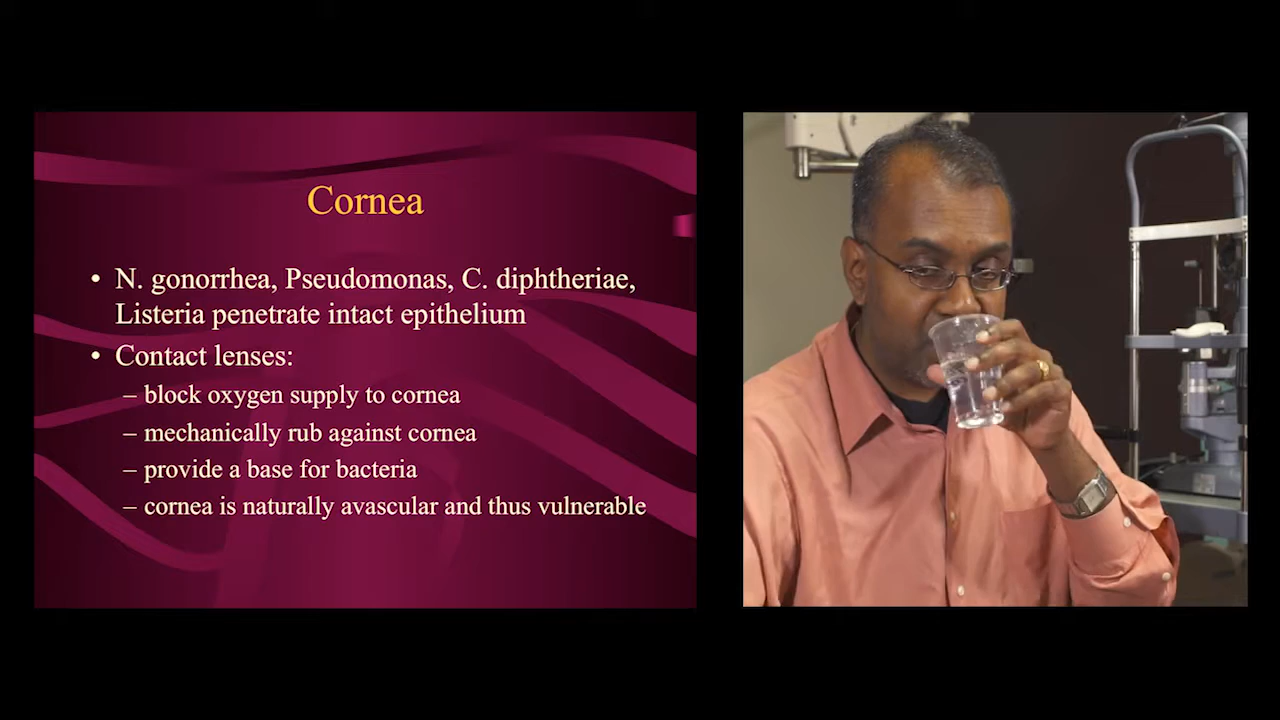 Cornea
• N. gonorrhea, Pseudomonas, C. diphtheriae,
Listeria penetrate intact epithelium
• Contact lenses:
– block oxygen supply to cornea
– mechanically rub against cornea
– provide a base for bacteria
– cornea is naturally avascular and thus vulnerable